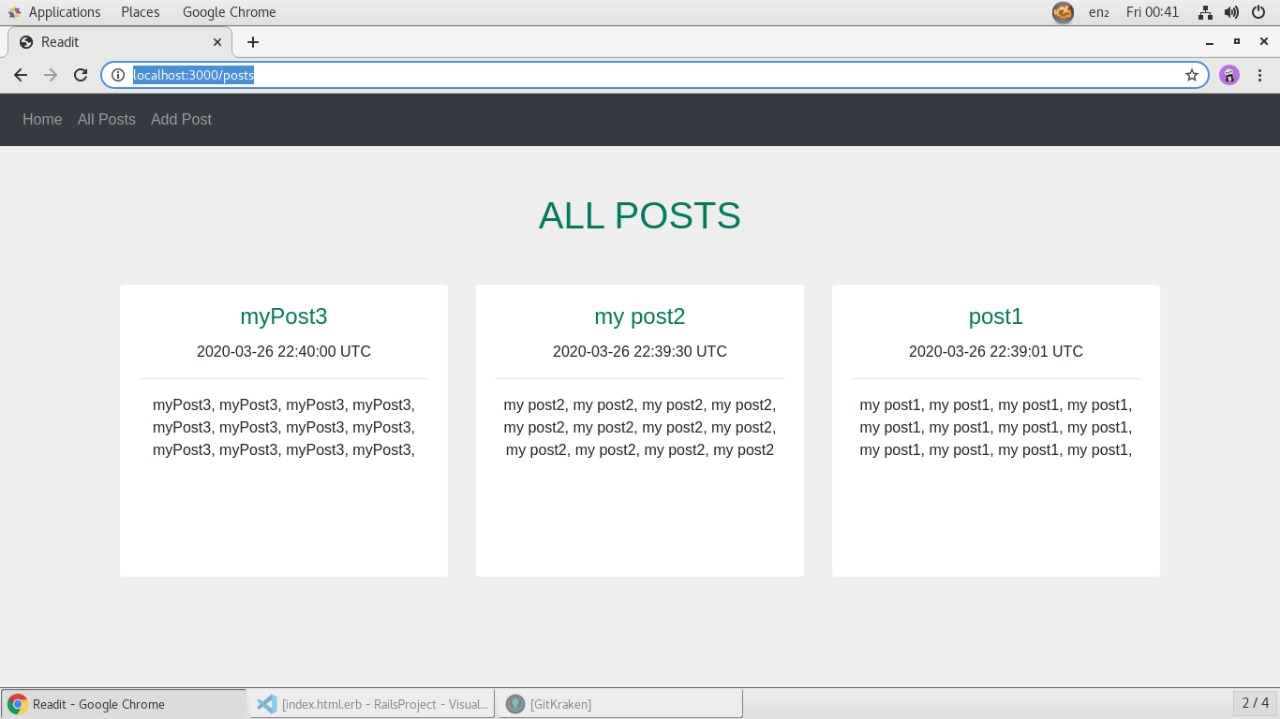 Applications Places Google Chrome en₂ Fri 00:41
Readit
localhost:3000/posts
Home All Posts Add Post
ALL POSTS
myPost3
2020-03-26 22:40:00 UTC
myPost3, myPost3, myPost3, myPost3,
myPost3, myPost3, myPost3, myPost3,
myPost3, myPost3, myPost3, myPost3,
my post2
2020-03-26 22:39:30 UTC
my post2, my post2, my post2, my post2,
my post2, my post2, my post2, my post2,
my post2, my post2, my post2, my post2
post1
2020-03-26 22:39:01 UTC
my post1, my post1, my post1, my post1,
my post1, my post1, my post1, my post1,
my post1, my post1, my post1, my post1,
Readit - Google Chrome [index.html.erb - RailsProject - Visual... [GitKraken] 2 / 4